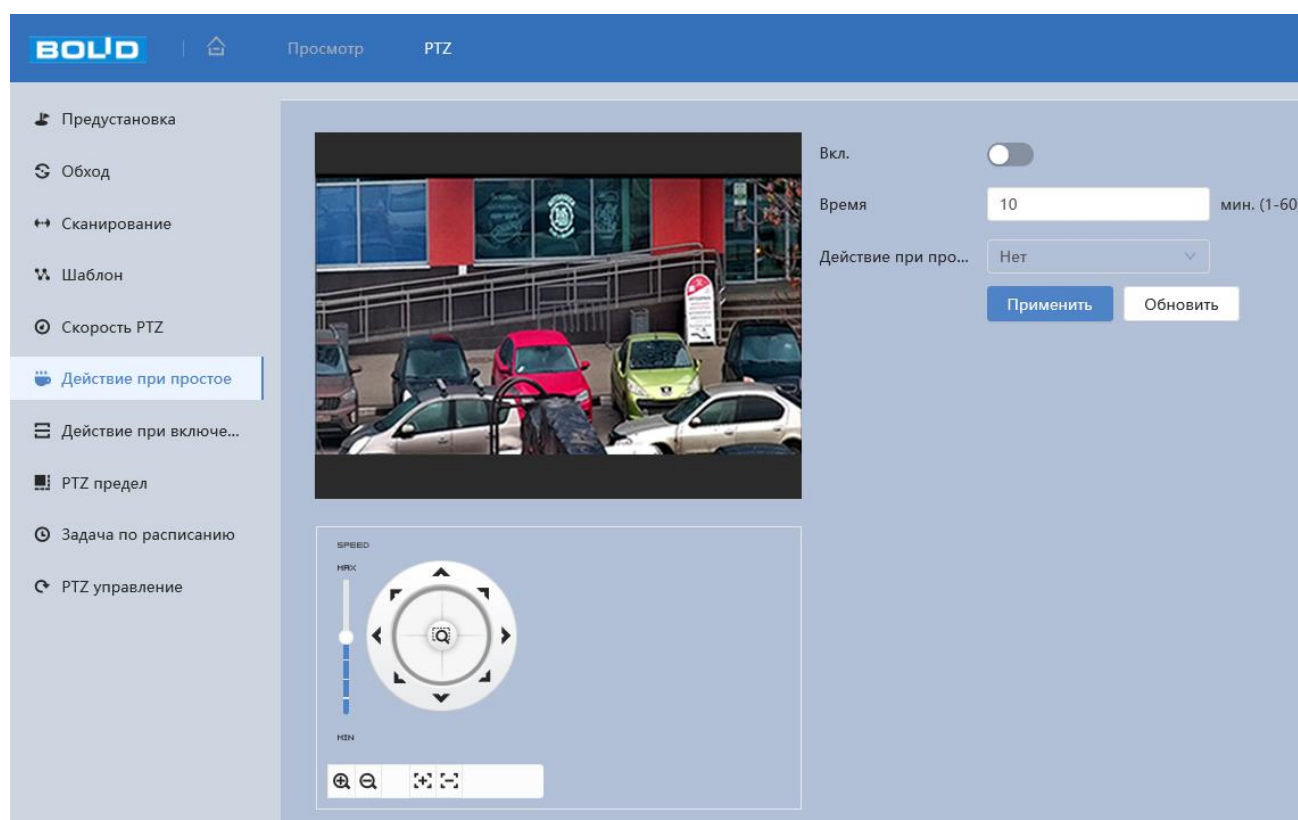 BOLID
Просмотр
PTZ
Предустановка
Обход
Сканирование
Шаблон
Скорость PTZ
Действие при простое
Действие при включе...
PTZ предел
Задача по расписанию
PTZ управление
Вкл.
Время
10
мин. (1-60)
Действие при про...
Нет
Применить
Обновить
SPEED
MAX
MIN